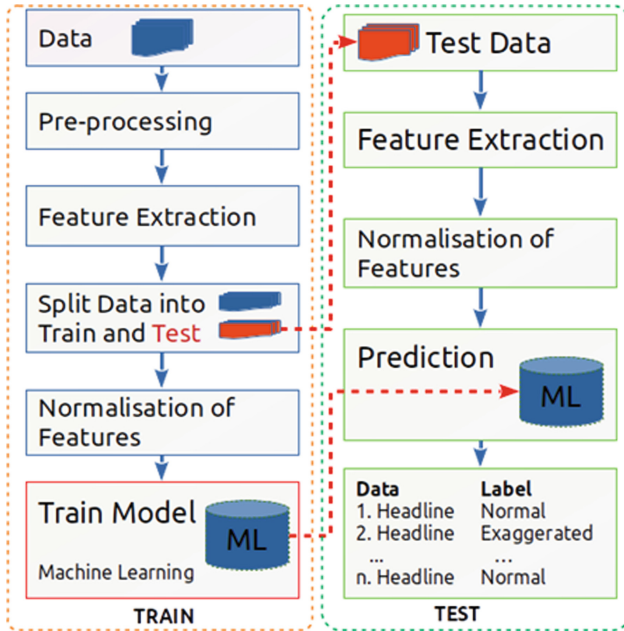 Data
Pre-processing
Feature Extraction
Split Data into
Train and Test
Normalisation of
Features
Train Model
ML
Machine Learning
TRAIN
Test Data
Feature Extraction
Normalisation of
Features
Prediction
ML
Data Label
1. Headline Normal
2. Headline Exaggerated
... ...
n. Headline Normal
TEST